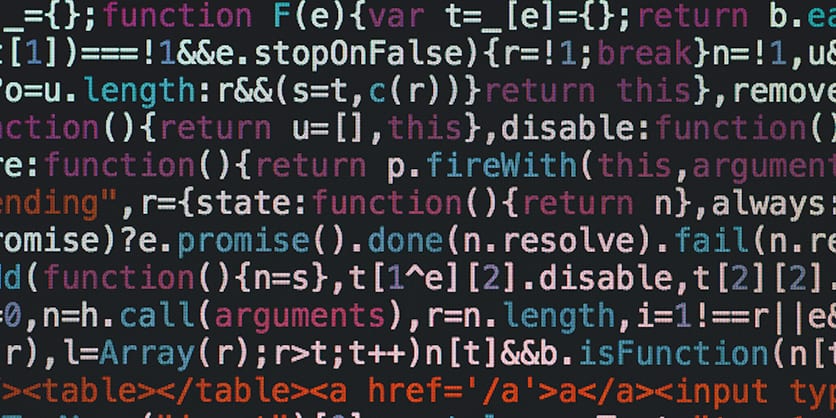 _={};function F(e){var t=_[e]={};return b.ea
t[1])===!1&&e.stopOnFalse){r=!1;break}n=!1,u&
?o=u.length:r&&(s=t,c(r))}return this},remove
nction(){return u=[],this},disable:function()
re:function(){return p.fireWith(this,argument
ending",r={state:function(){return n},always:
romise)?e.promise().done(n.resolve).fail(n.re
dd(function(){n=s},t[1^e][2].disable,t[2][2]
=0,n=h.call(arguments),r=n.length,i=1!==r||e&
r),l=Array(r);r>t;t++)n[t]&&b.isFunction(n[t
><table></table><a href='/a'>a</a><input typ